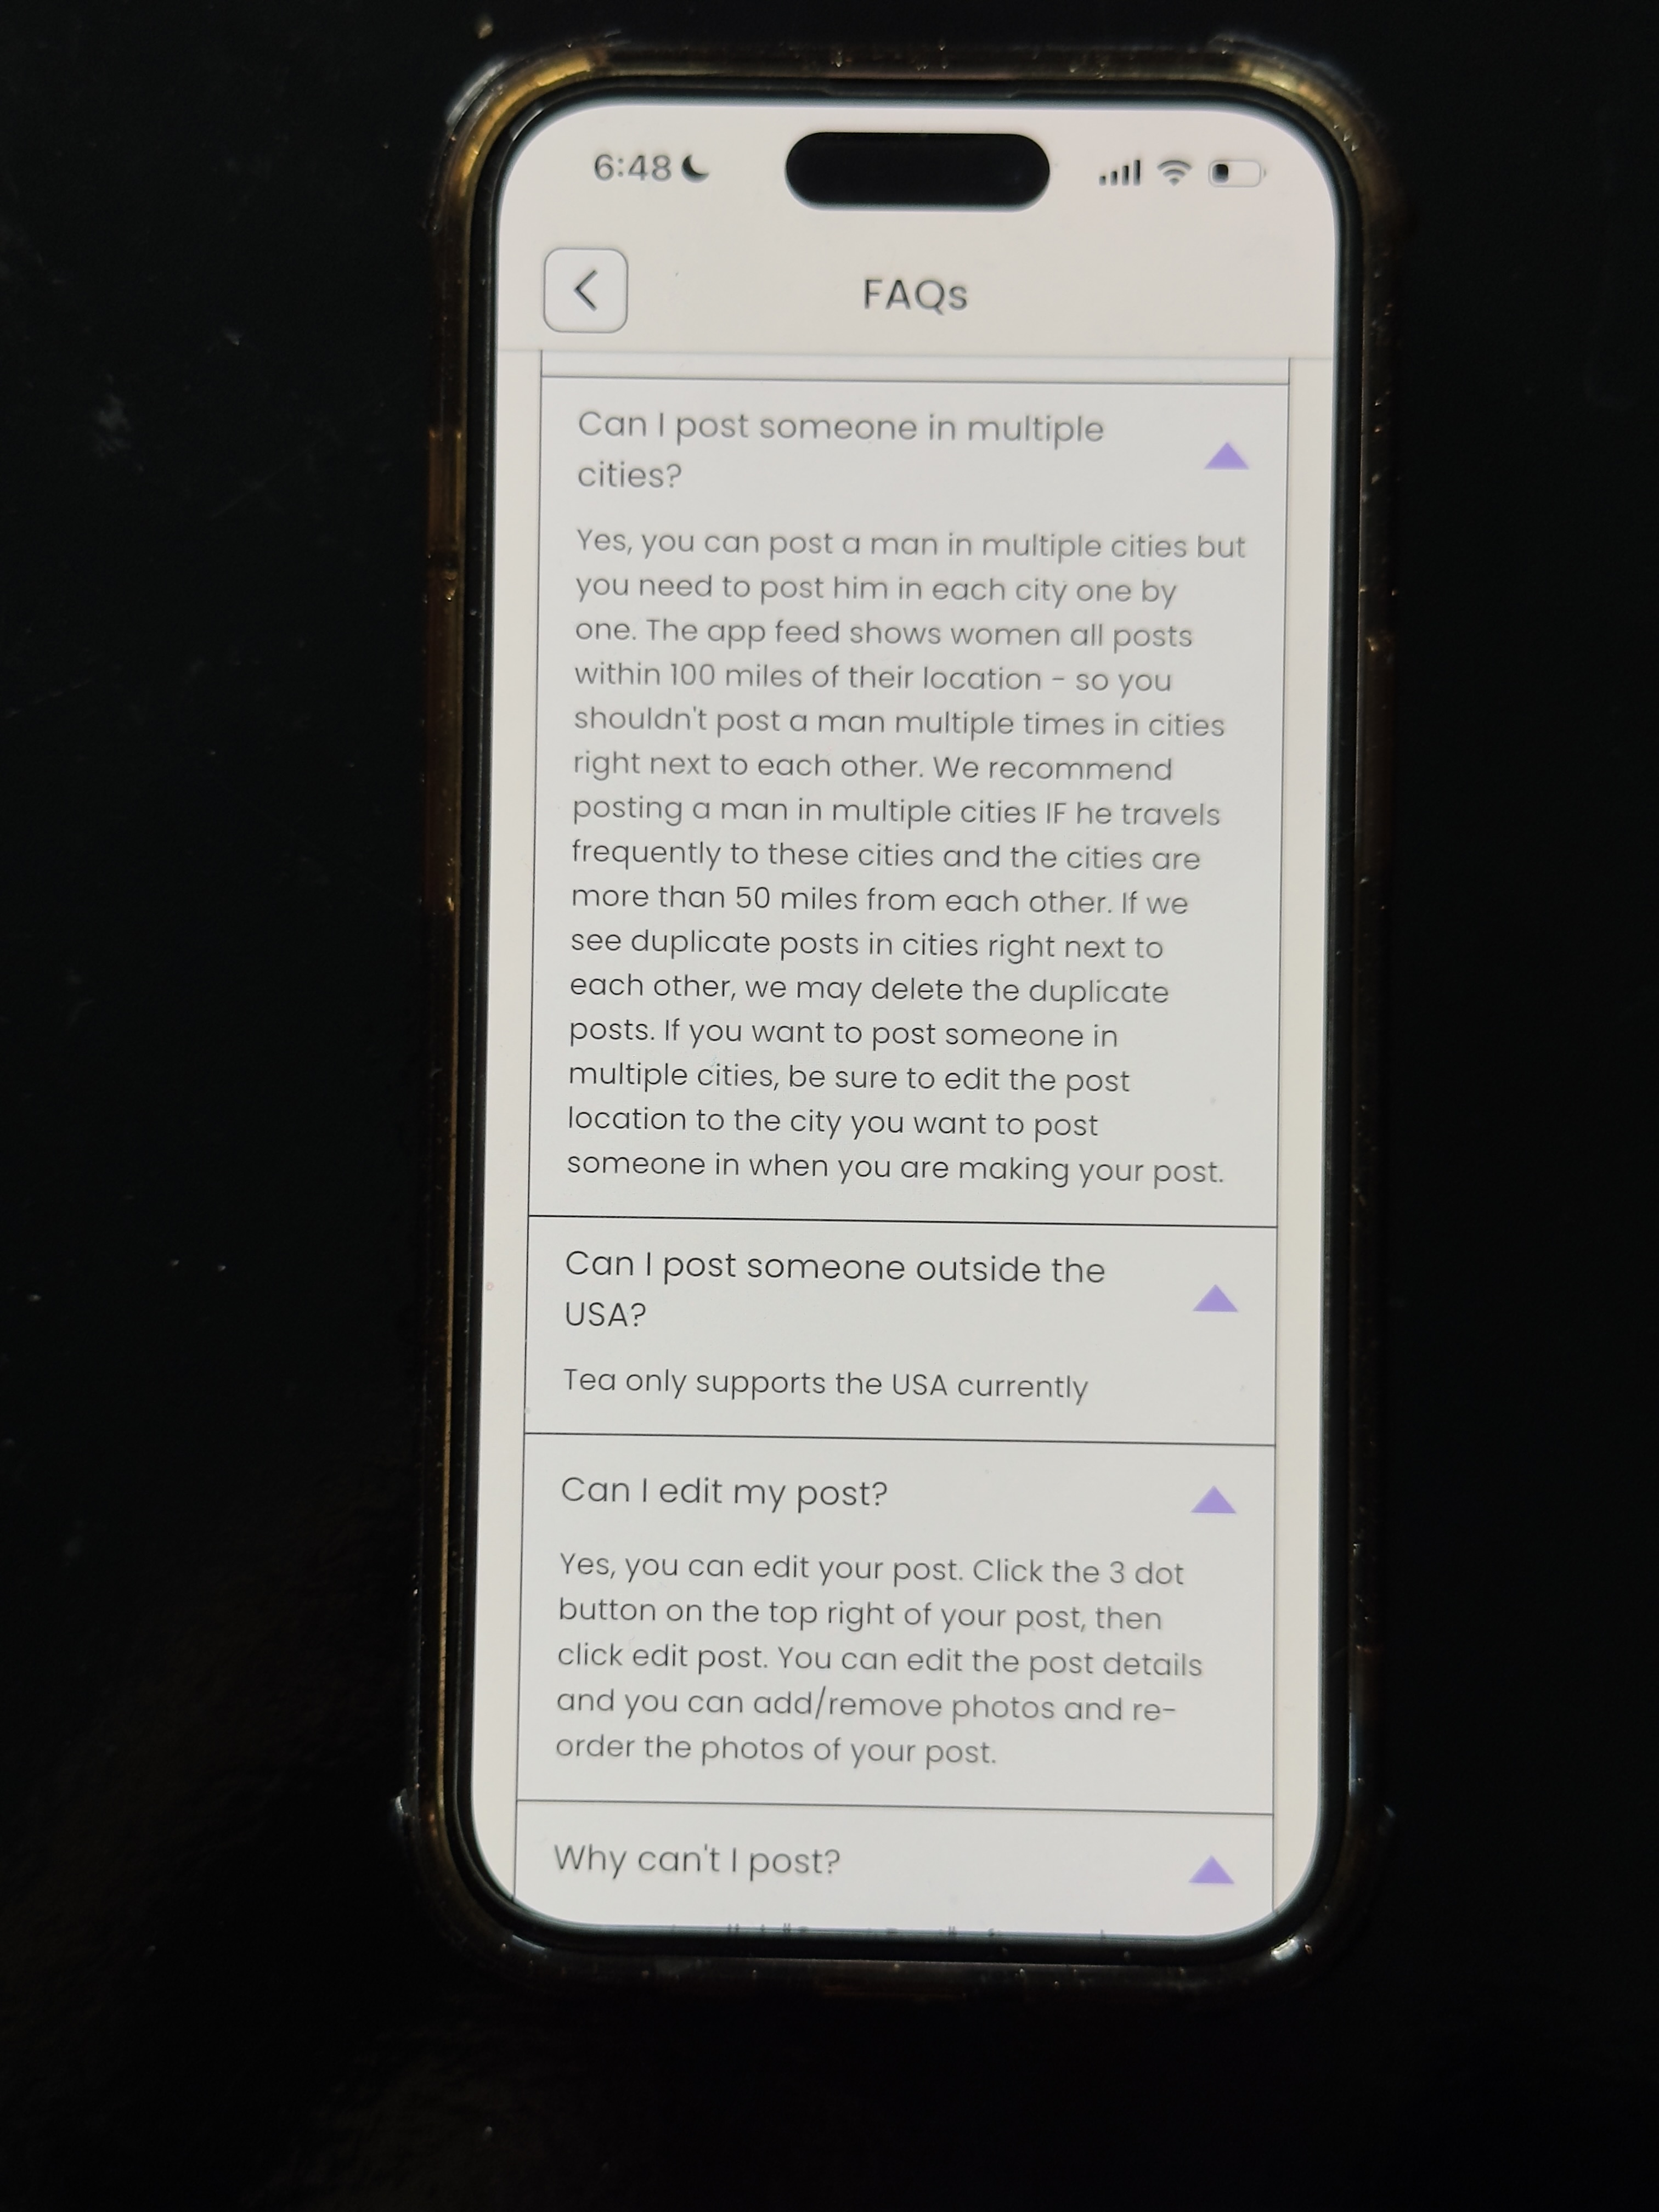 6:48
FAQs
Can I post someone in multiple
cities?
Yes, you can post a man in multiple cities but
you need to post him in each city one by
one. The app feed shows women all posts
within 100 miles of their location - so you
shouldn't post a man multiple times in cities
right next to each other. We recommend
posting a man in multiple cities IF he travels
frequently to these cities and the cities are
more than 50 miles from each other. If we
see duplicate posts in cities right next to
each other, we may delete the duplicate
posts. If you want to post someone in
multiple cities, be sure to edit the post
location to the city you want to post
someone in when you are making your post.
Can I post someone outside the
USA?
Tea only supports the USA currently
Can I edit my post?
Yes, you can edit your post. Click the 3 dot
button on the top right of your post, then
click edit post. You can edit the post details
and you can add/remove photos and re-
order the photos of your post.
Why can't I post?